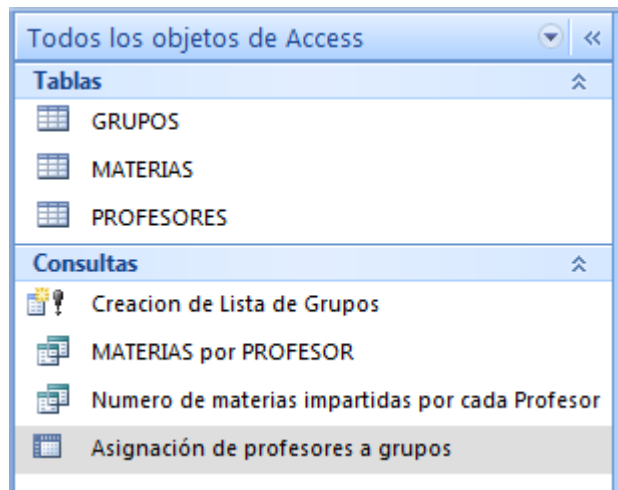 Todos los objetos de Access
Tablas
GRUPOS
MATERIAS
PROFESORES
Consultas
Creacion de Lista de Grupos
MATERIAS por PROFESOR
Numero de materias impartidas por cada Profesor
Asignación de profesores a grupos